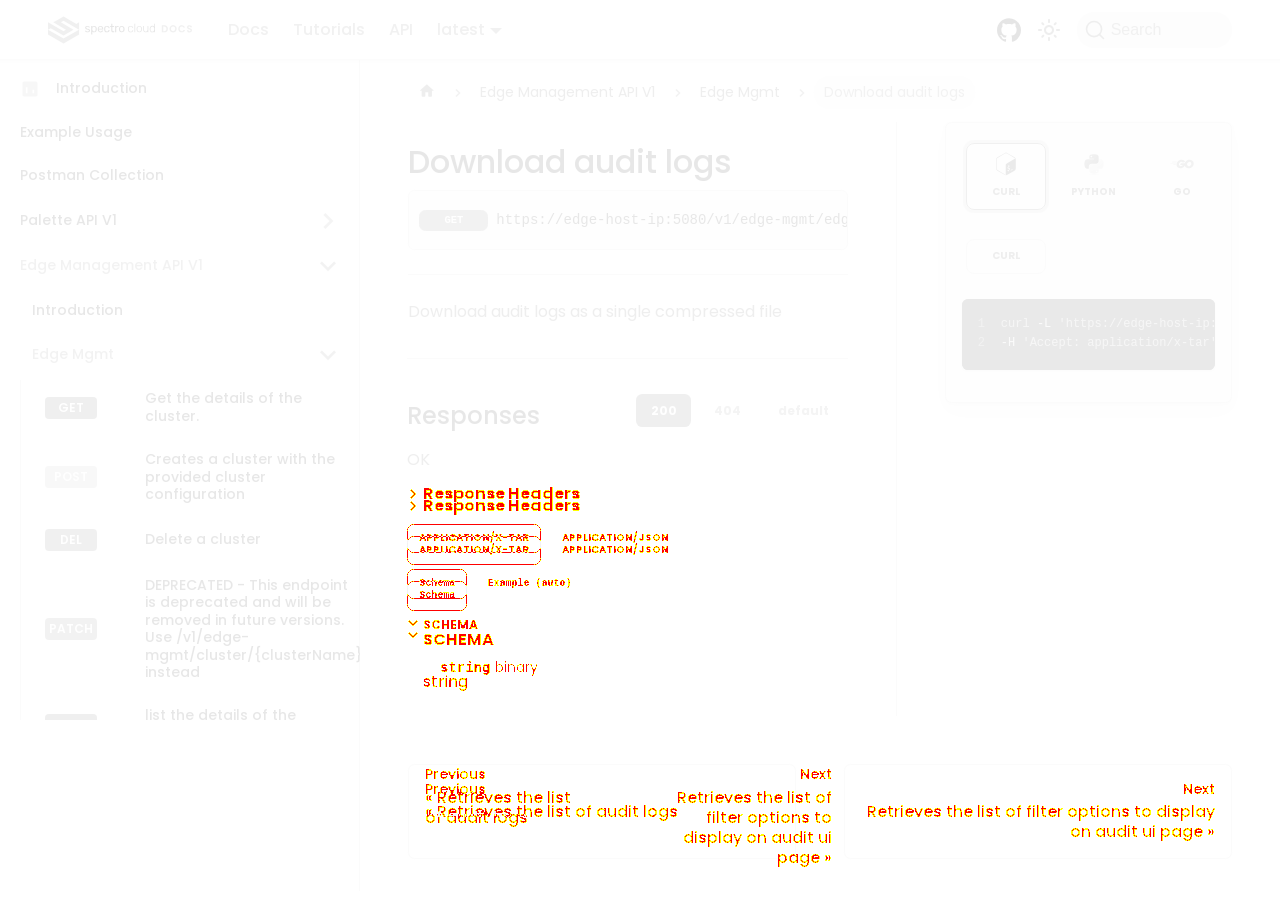 spectro cloud DOCS
Docs
Tutorials
API
latest
Search
Introduction
Example Usage
Postman Collection
Palette API V1
Edge Management API V1
Introduction
Edge Mgmt
GET
Get the details of the
cluster.
POST
Creates a cluster with the
provided cluster
configuration
DEL
Delete a cluster
PATCH
DEPRECATED - This endpoint
is deprecated and will be
removed in future versions.
Use /v1/edge-
mgmt/cluster/{clusterName}
instead
list the details of the
Edge Management API V1
Edge Mgmt
Download audit logs
Download audit logs
GET
https://edge-host-ip:5080/v1/edge-mgmt/edg
Download audit logs as a single compressed file
Responses
200
404
default
OK
Response Headers
Response Headers
APPLICATION/X-TAR
APPLICATION/JSON
APPLICATION/X-TAR
APPLICATION/JSON
Schema
Example (auto)
Schema
SCHEMA
SCHEMA
string binary
string
Previous
Next
Previous
Next
« Retrieves the list
of audit logs
« Retrieves the list of audit logs
Retrieves the list of
filter options to
display on audit ui
page »
Retrieves the list of filter options to display
on audit ui page »
CURL
PYTHON
GO
CURL
1 curl -L 'https://edge-host-ip:
2 -H 'Accept: application/x-tar'